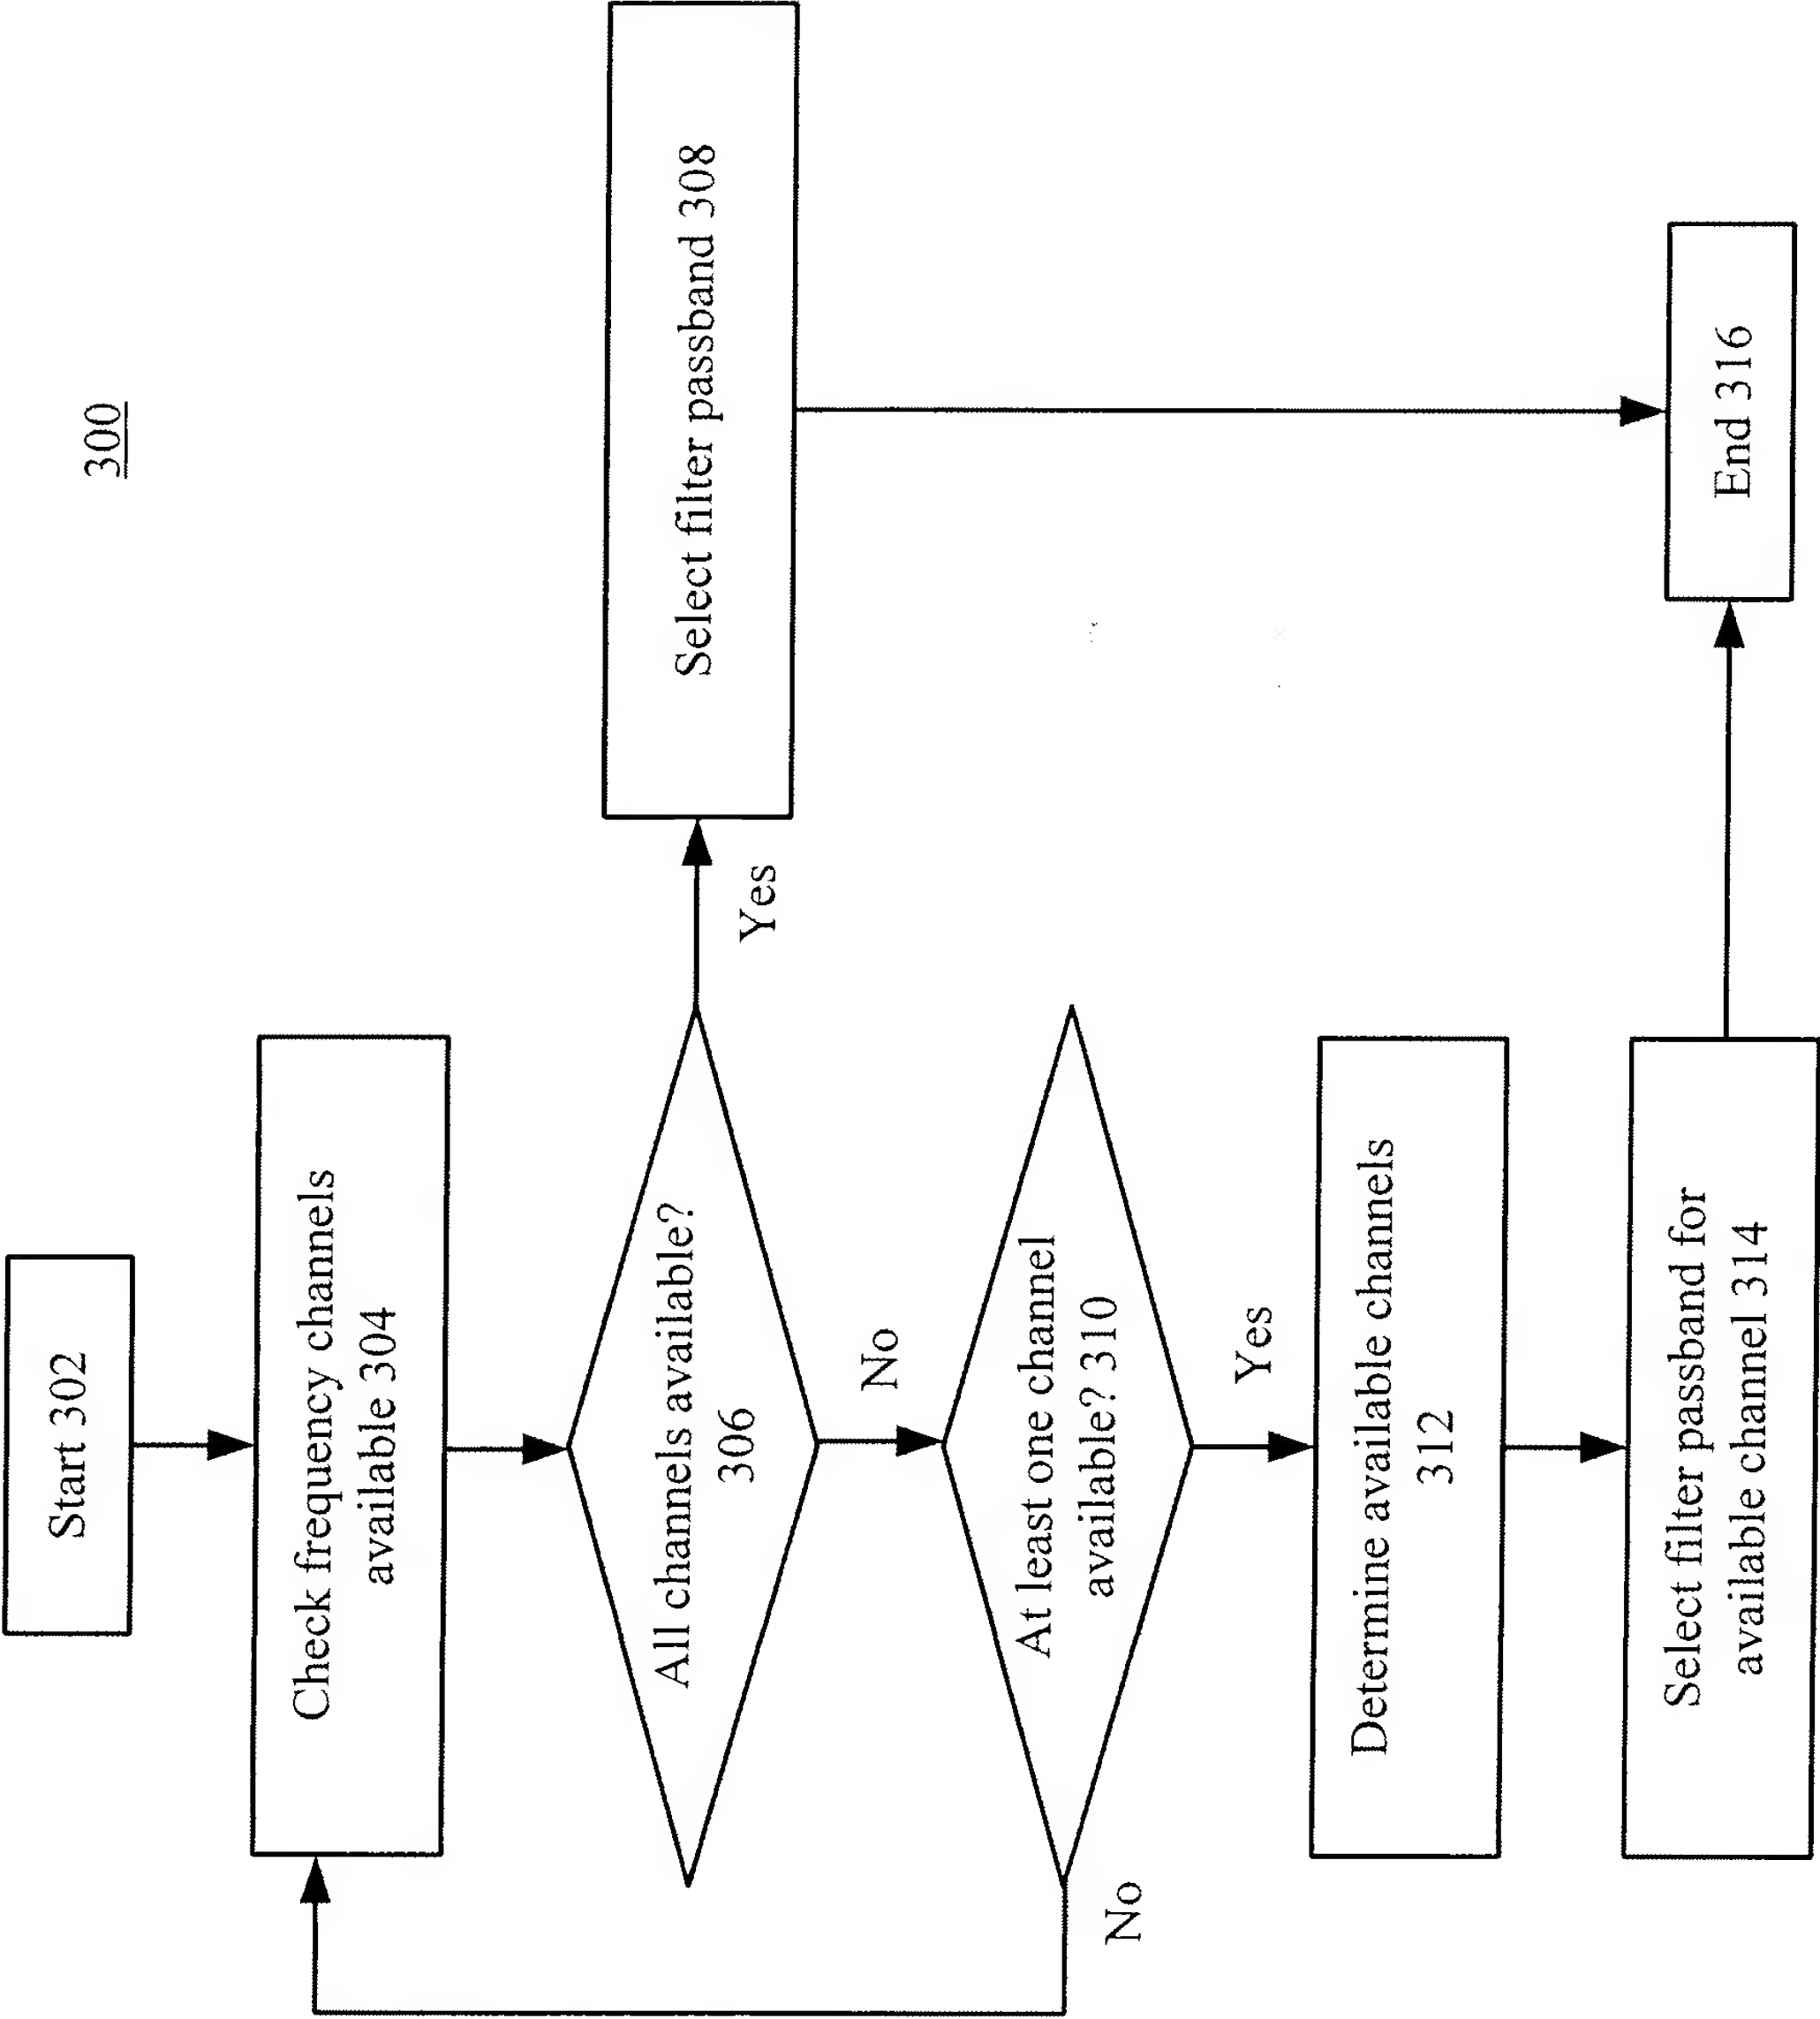 300
Start 302
Check frequency channels
available 304
All channels available?
306
Yes
Select filter passband 308
No
At least one channel
available? 310
No
Yes
Determine available channels
312
Select filter passband for
available channel 314
End 316